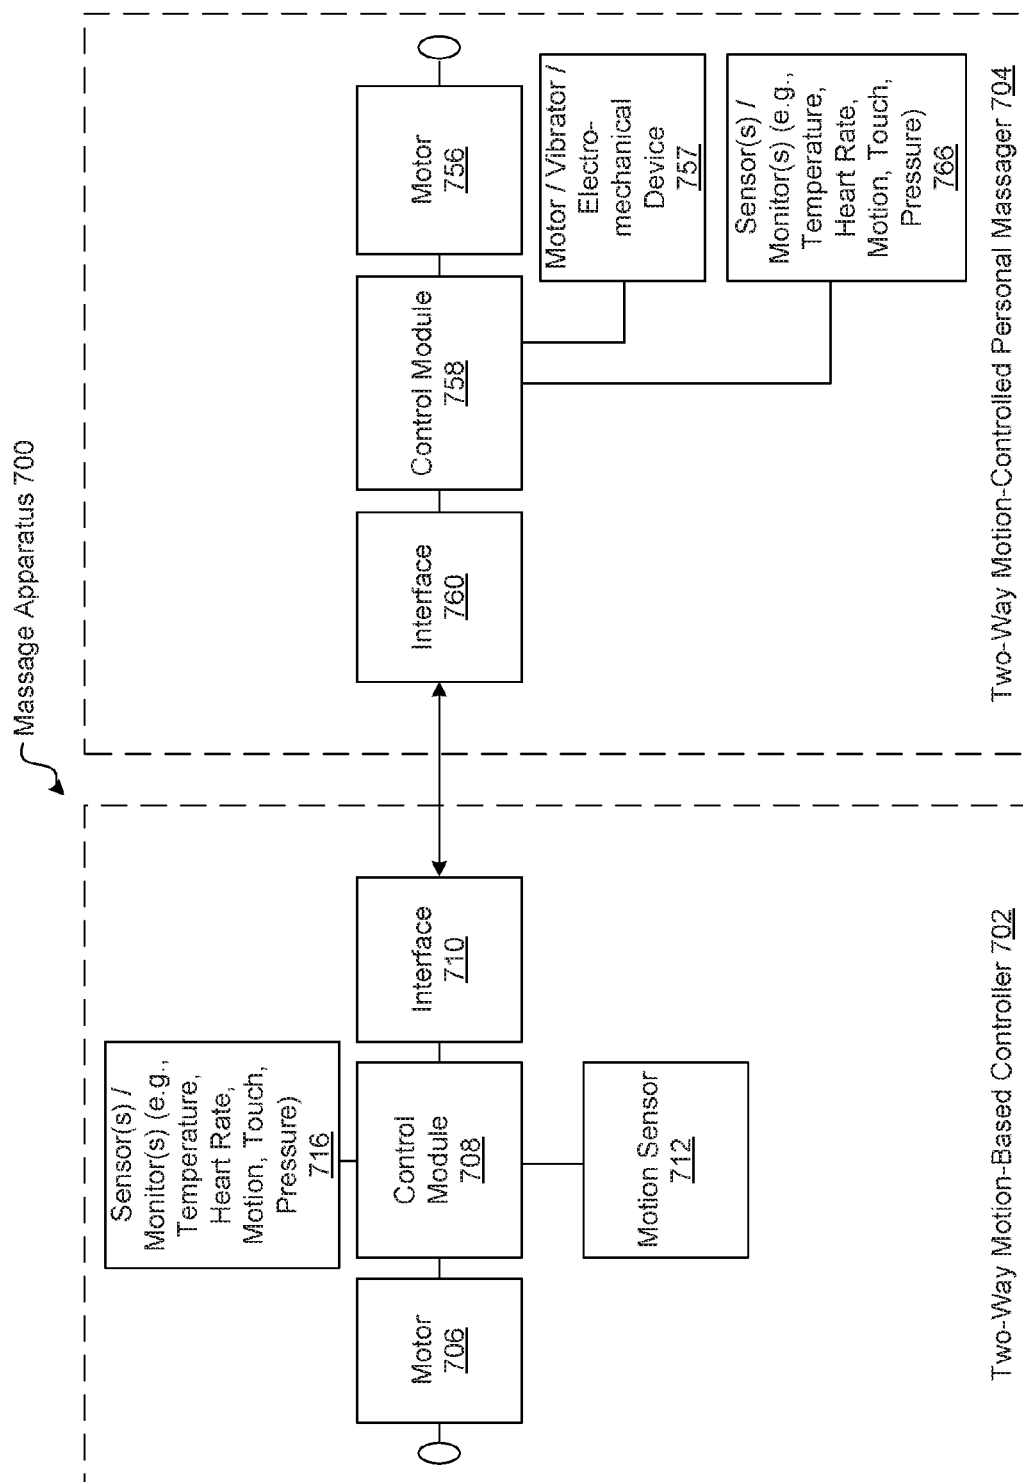 Massage Apparatus 700
Sensor(s) /
Monitor(s) (e.g.,
Temperature,
Heart Rate,
Motion, Touch,
Pressure)
716
Motor
706
Control
Module
708
Interface
710
Motion Sensor
712
Two-Way Motion-Based Controller 702
Interface
760
Control Module
758
Motor
756
Motor / Vibrator /
Electro-
mechanical
Device
757
Sensor(s) /
Monitor(s) (e.g.,
Temperature,
Heart Rate,
Motion, Touch,
Pressure)
766
Two-Way Motion-Controlled Personal Massager 704